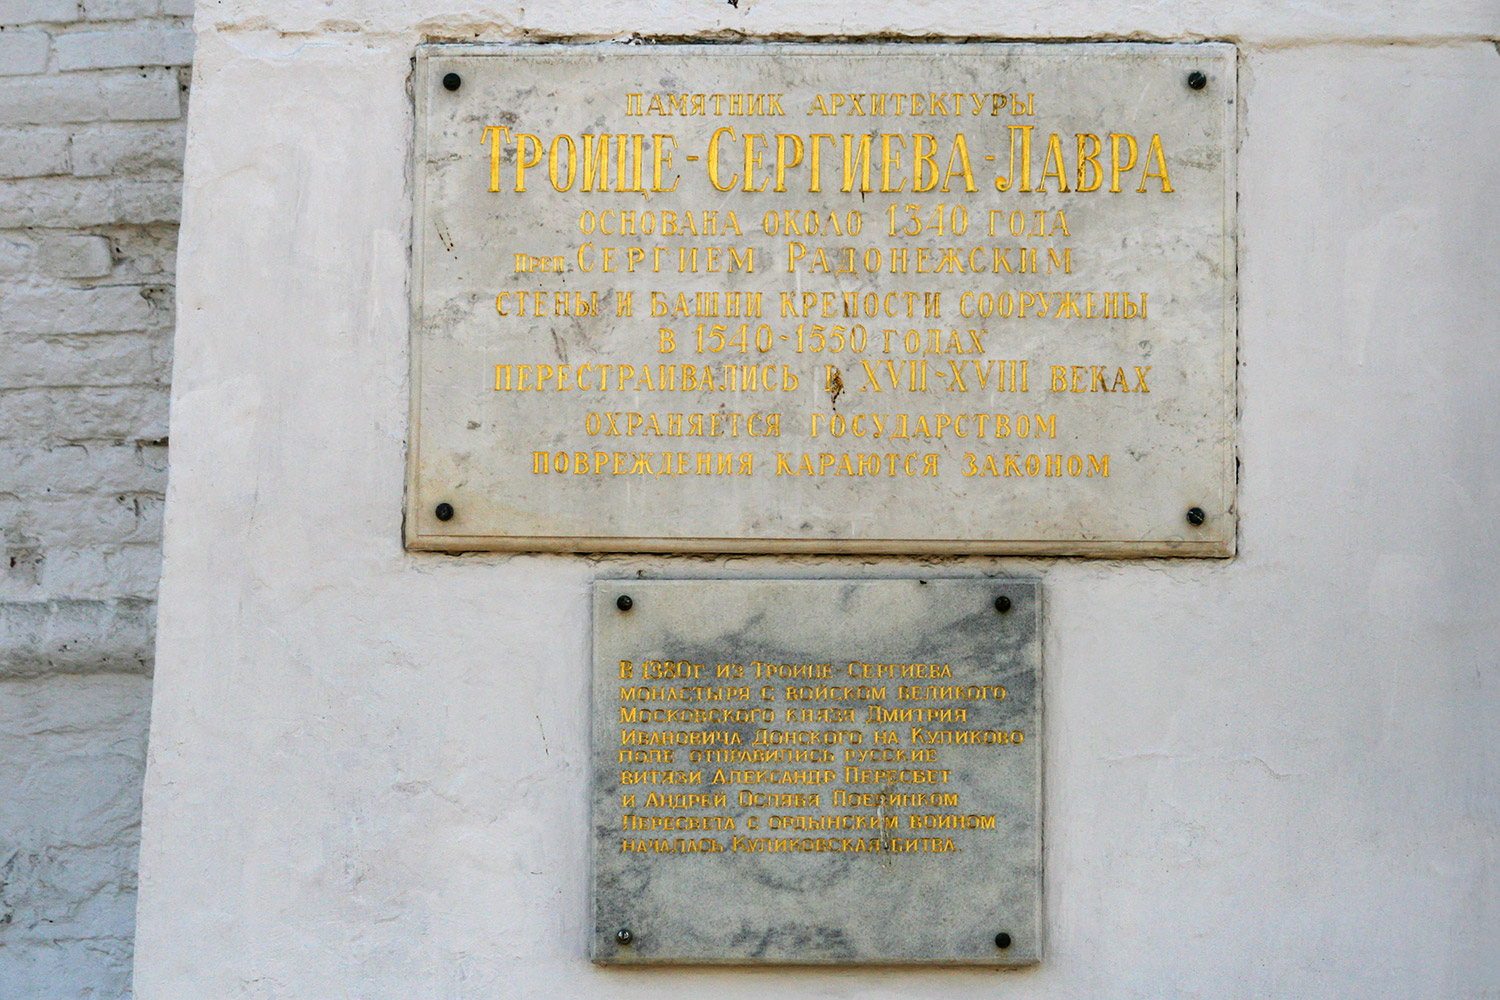 ПАМЯТНИК АРХИТЕКТУРЫ
ТРОИЦЕ-СЕРГИЕВА-ЛАВРА
ОСНОВАНА ОКОЛО 1340 ГОДА
ПРЕП. СЕРГИЕМ РАДОНЕЖСКИМ
СТЕНЫ И БАШНИ КРЕПОСТИ СООРУЖЕНЫ
В 1540-1550 ГОДАХ
ПЕРЕСТРАИВАЛИСЬ В XVII-XVIII ВЕКАХ
ОХРАНЯЕТСЯ ГОСУДАРСТВОМ
ПОВРЕЖДЕНИЯ КАРАЮТСЯ ЗАКОНОМ
В 1380Г. ИЗ ТРОИЦЕ-СЕРГИЕВА
МОНАСТЫРЯ С ВОЙСКОМ ВЕЛИКОГО
МОСКОВСКОГО КНЯЗЯ ДМИТРИЯ
ИВАНОВИЧА ДОНСКОГО НА КУЛИКОВО
ПОЛЕ ОТПРАВИЛИСЬ РУССКИЕ
ВИТЯЗИ АЛЕКСАНДР ПЕРЕСВЕТ
И АНДРЕЙ ОСЛЯБЯ ПОЕДИНКОМ
ПЕРЕСВЕТА С ОРДЫНСКИМ ВОИНОМ
НАЧАЛАСЬ КУЛИКОВСКАЯ БИТВА.